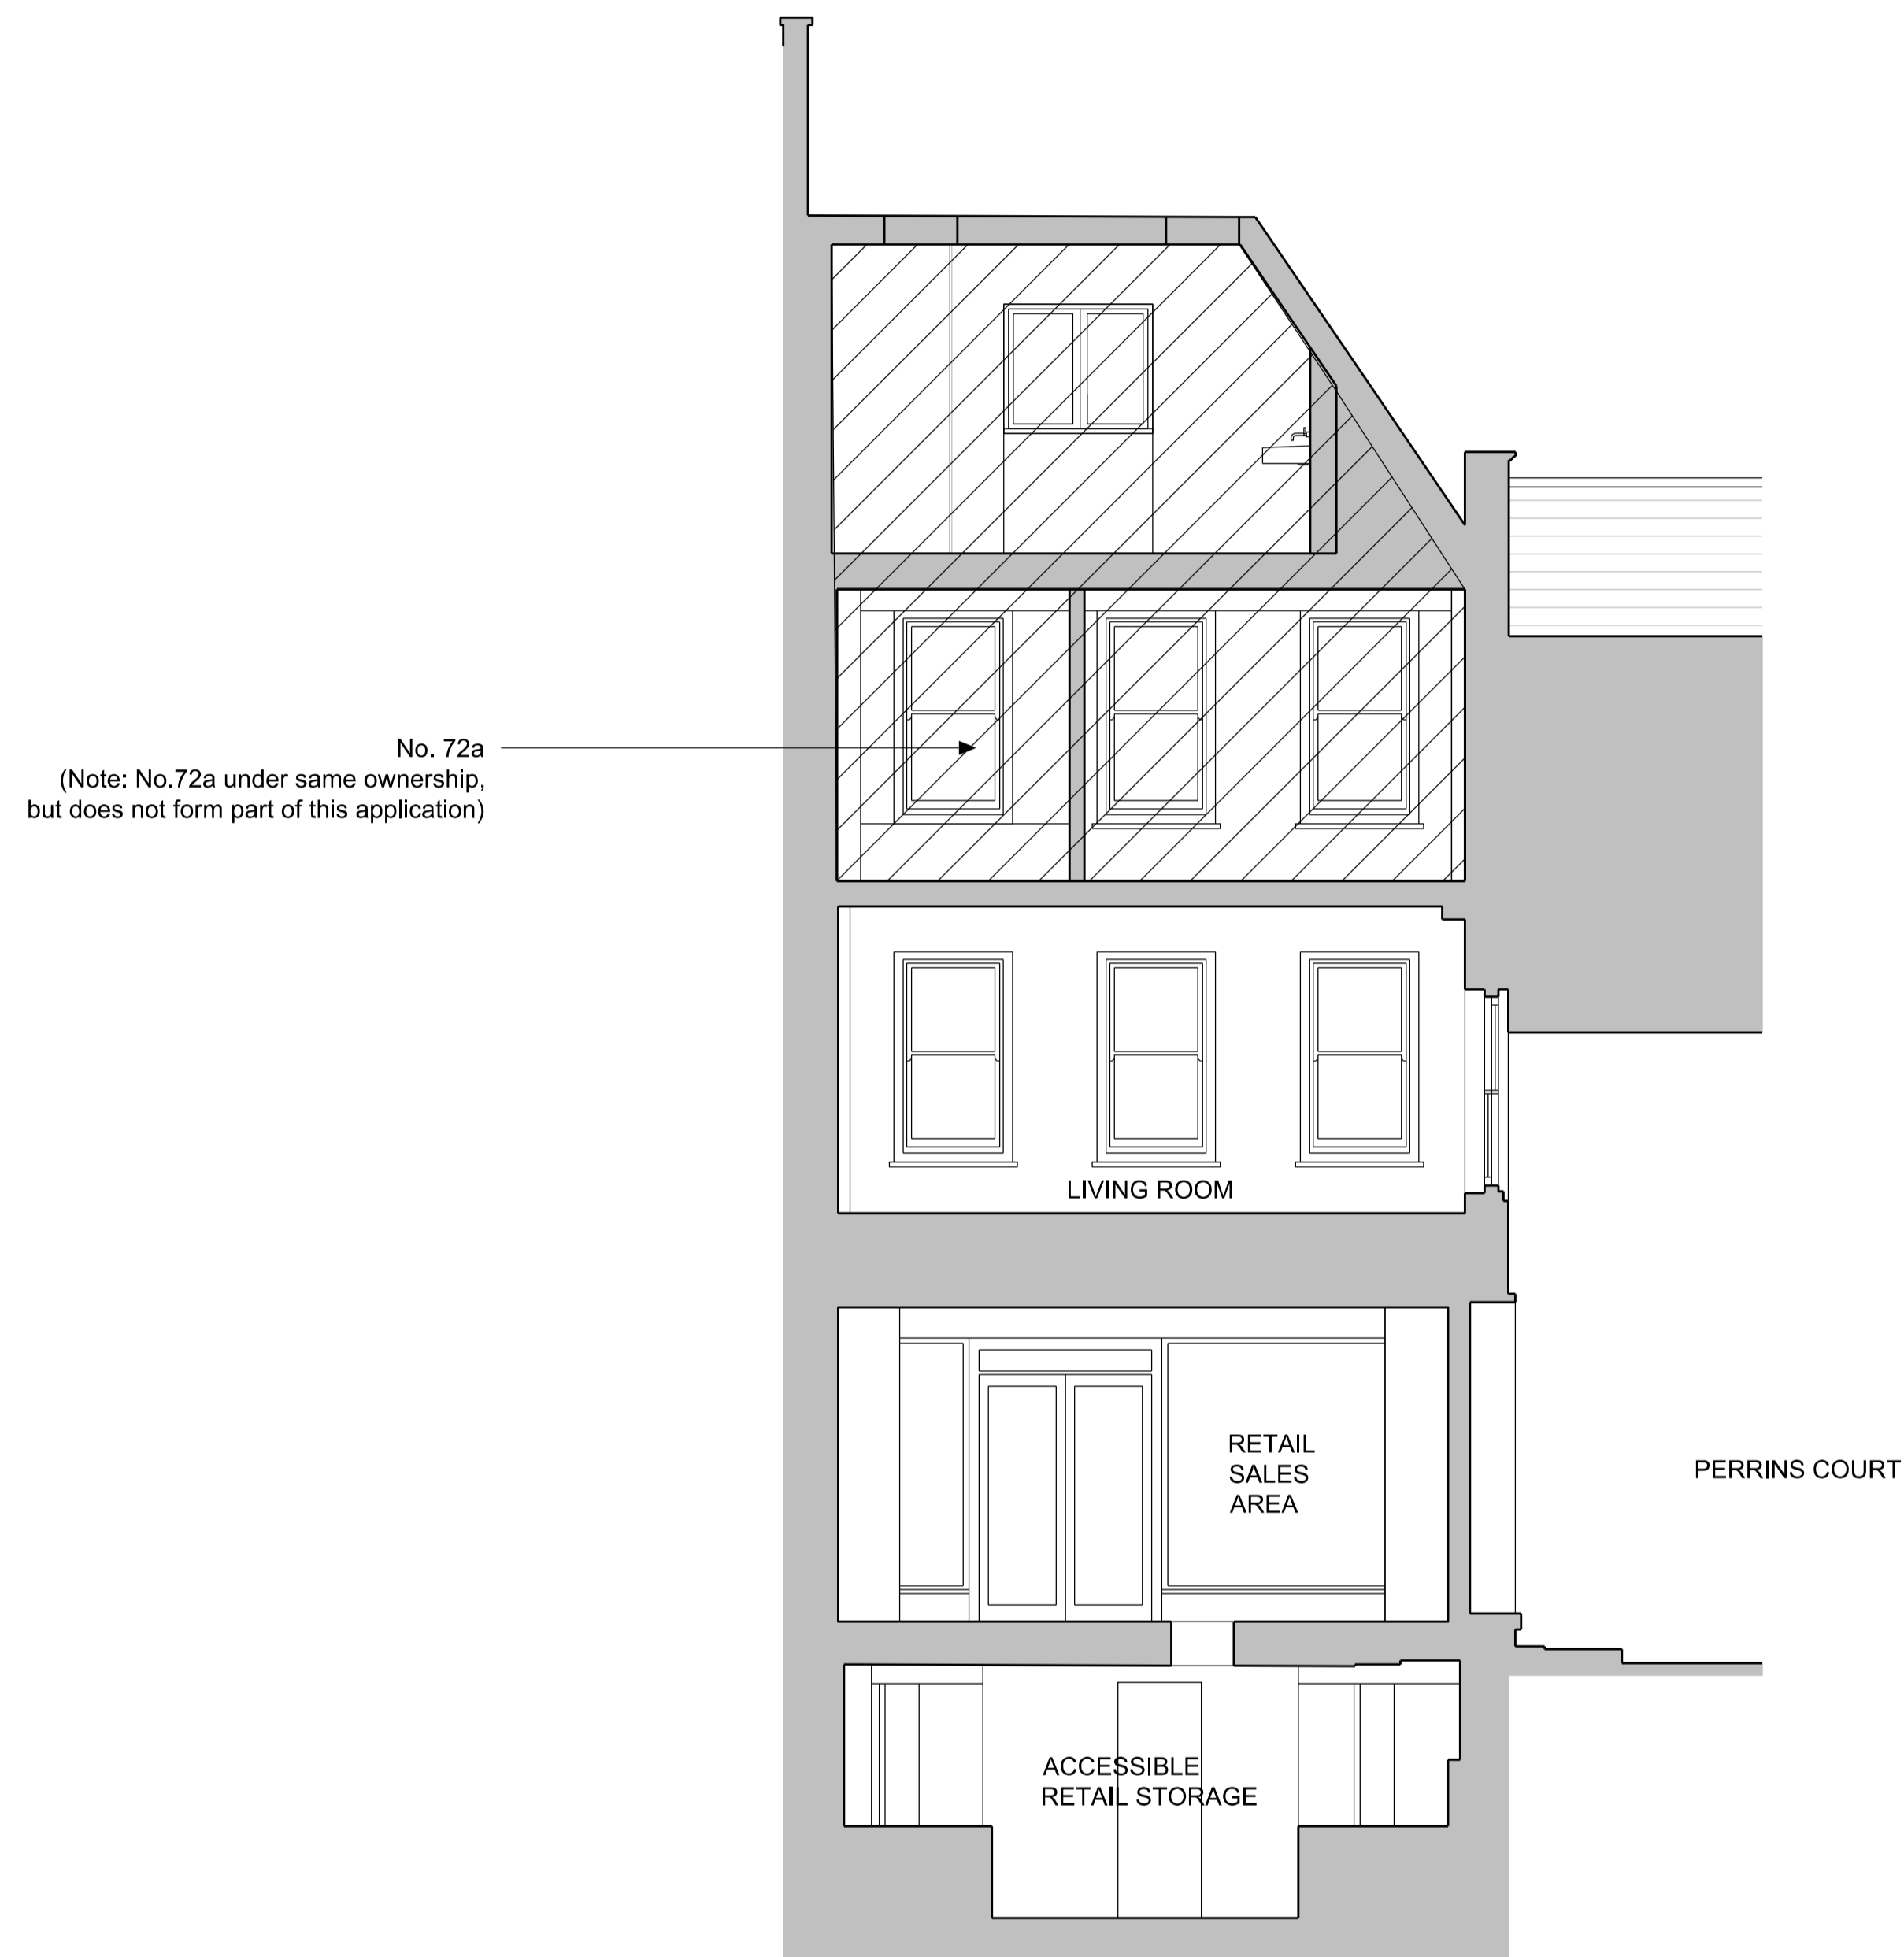 No. 72a
(Note: No.72a under same ownership,
but does not form part of this application)
LIVING ROOM
RETAIL
SALES
AREA
PERRINS COURT
ACCESSIBLE
RETAIL STORAGE